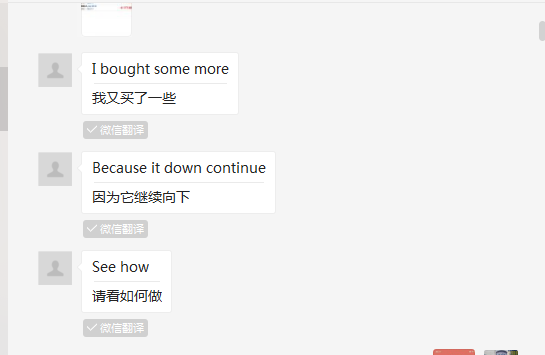 I bought some more
我又买了一些
微信翻译
Because it down continue
因为它继续向下
微信翻译
See how
请看如何做
微信翻译